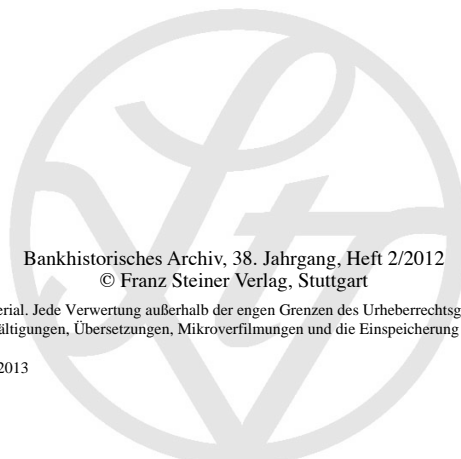 Bankhistorisches Archiv, 38. Jahrgang, Heft 2/2012
© Franz Steiner Verlag, Stuttgart
erial. Jede Verwertung außerhalb der engen Grenzen des Urheberrechtsg
ältigungen, Übersetzungen, Mikroverfilmungen und die Einspeicherung
2013